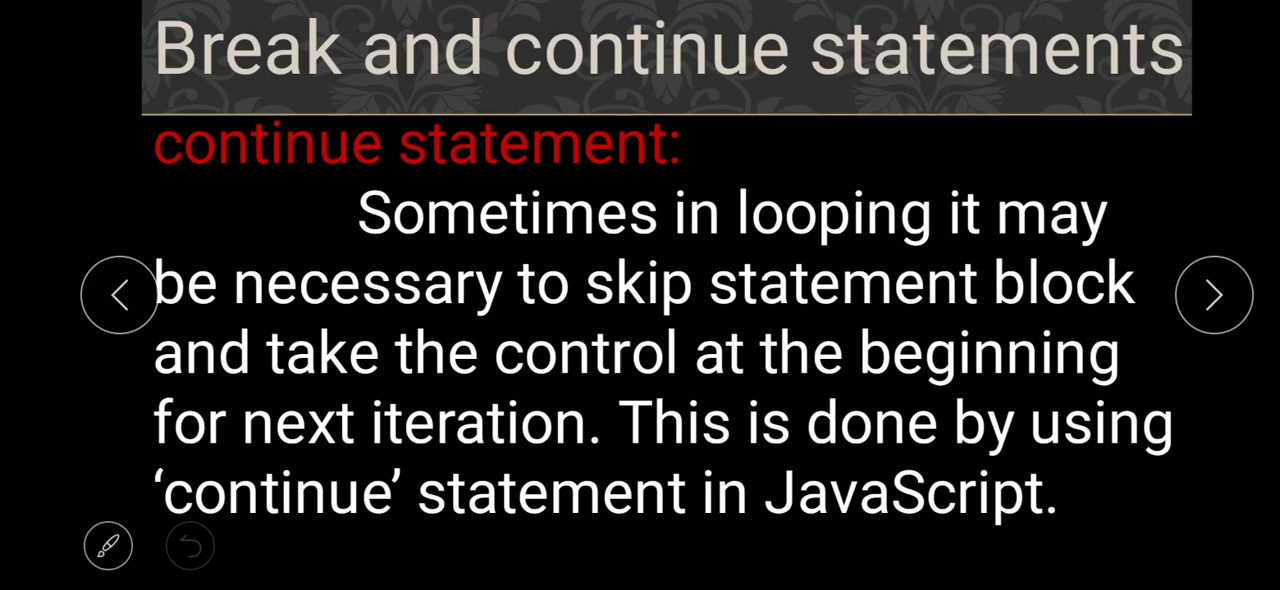 Break and continue statements
continue statement:
Sometimes in looping it may
be necessary to skip statement block
and take the control at the beginning
for next iteration. This is done by using
‘continue’ statement in JavaScript.